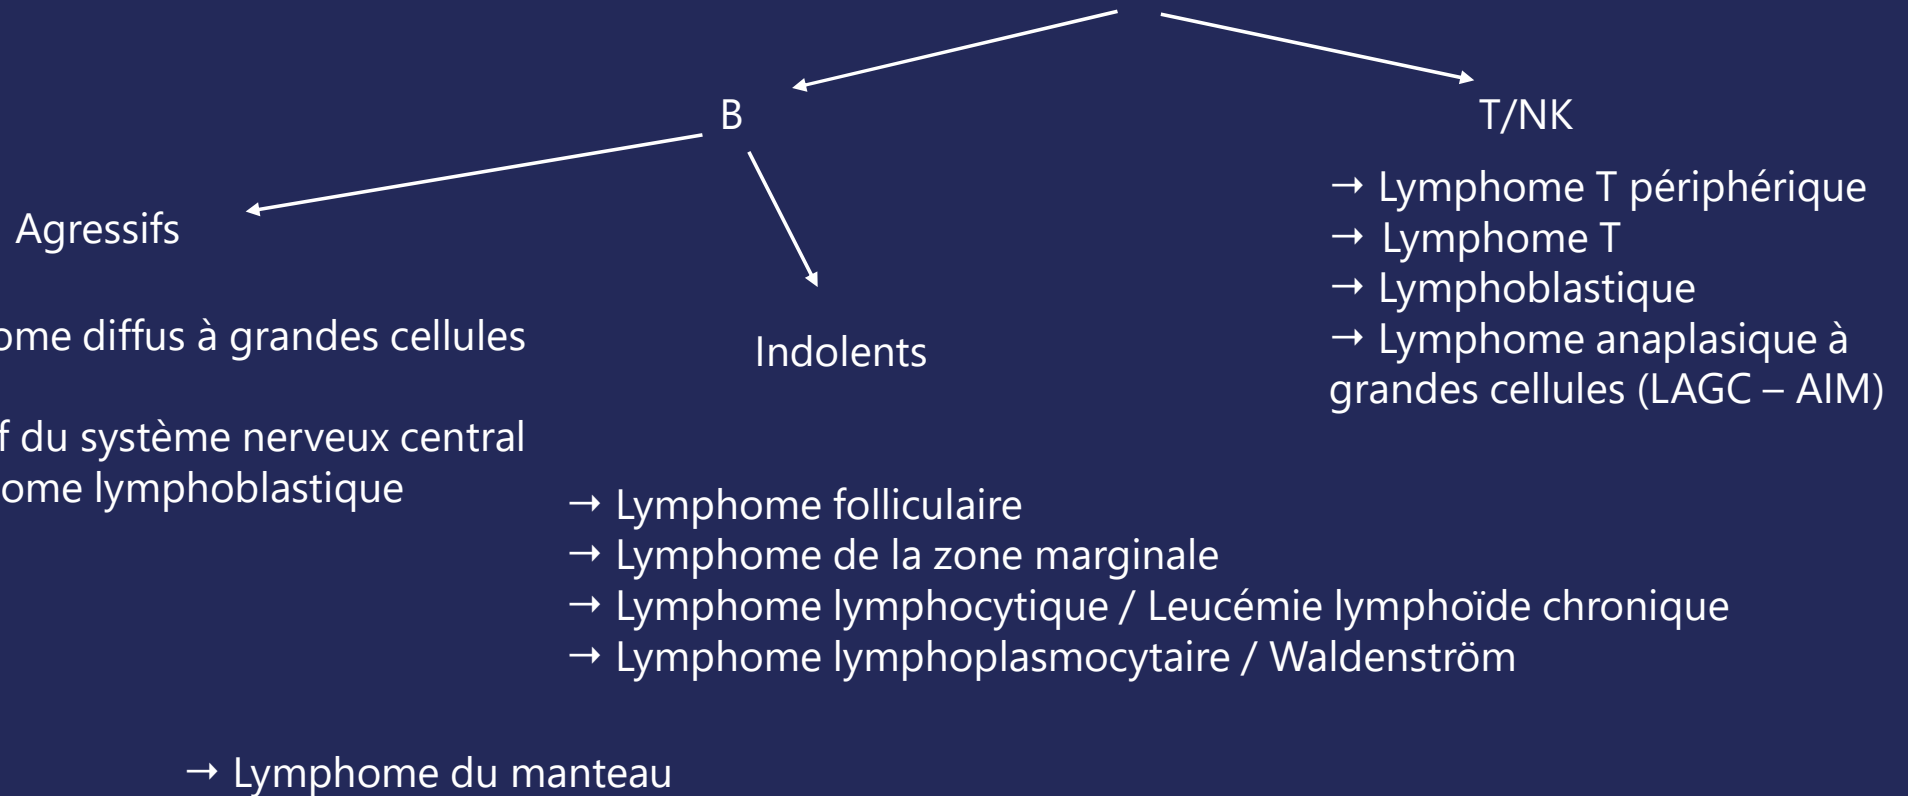 B
T/NK
→ Lymphome T périphérique
→ Lymphome T
→ Lymphoblastique
→ Lymphome anaplasique à
grandes cellules (LAGC – AIM)
Agressifs
diffus à grandes cellules
du système nerveux central
lymphoblastique
Indolents
→ Lymphome folliculaire
→ Lymphome de la zone marginale
→ Lymphome lymphocytique / Leucémie lymphoïde chronique
→ Lymphome lymphoplasmocytaire / Waldenström
→ Lymphome du manteau